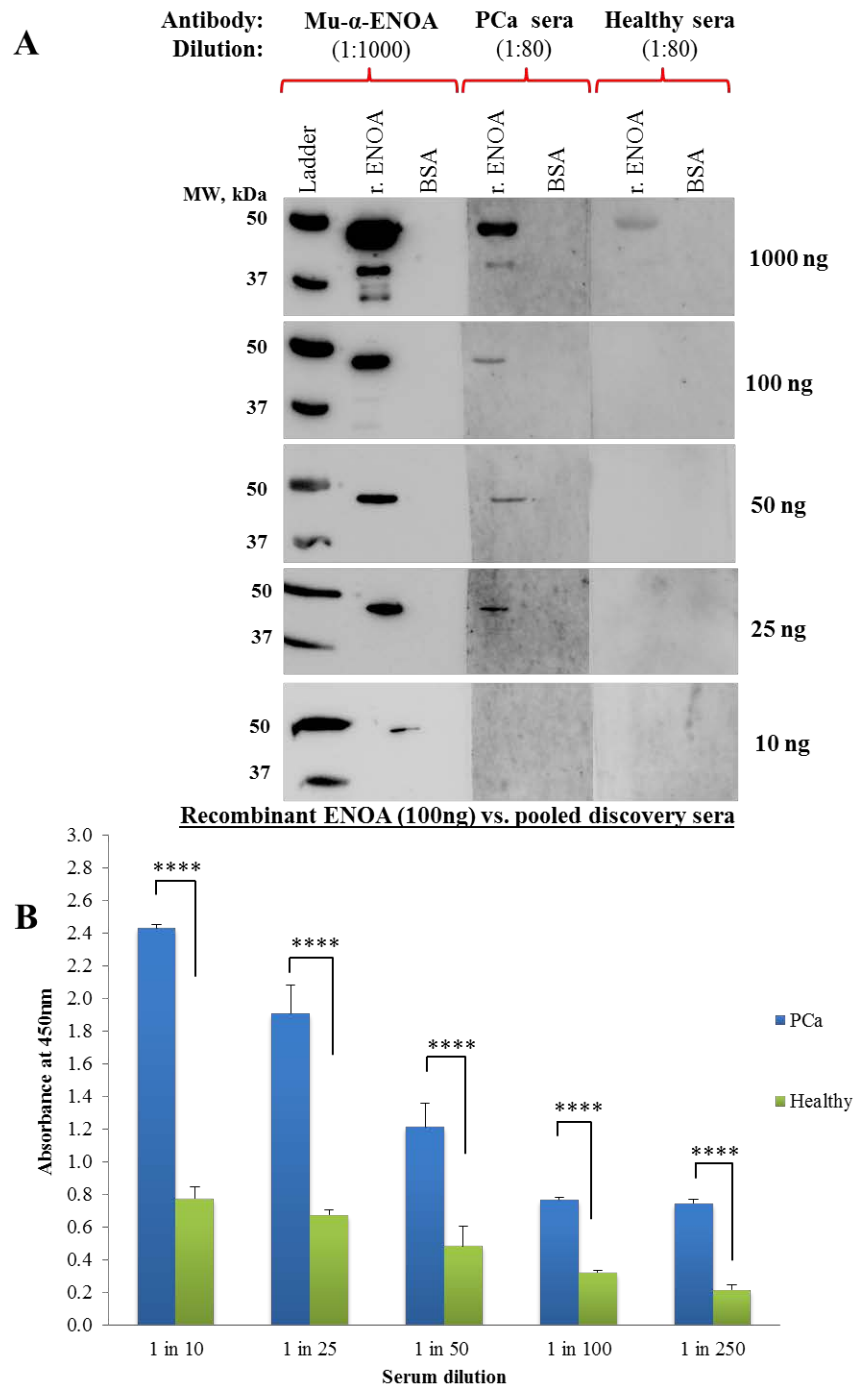 A
Antibody: Mu-α-ENOA PCa sera Healthy sera
Dilution: (1:1000) (1:80) (1:80)
Ladder
r. ENOA
BSA
r. ENOA
BSA
r. ENOA
BSA
MW, kDa
50
37
1000 ng
50
37
100 ng
50
37
50 ng
50
37
25 ng
50
37
10 ng
Recombinant ENOA (100ng) vs. pooled discovery sera
B
Absorbance at 450nm
3.0
2.8
2.6
2.4
2.2
2.0
1.8
1.6
1.4
1.2
1.0
0.8
0.6
0.4
0.2
0.0
****
****
****
****
****
PCa
Healthy
1 in 10 1 in 25 1 in 50 1 in 100 1 in 250
Serum dilution